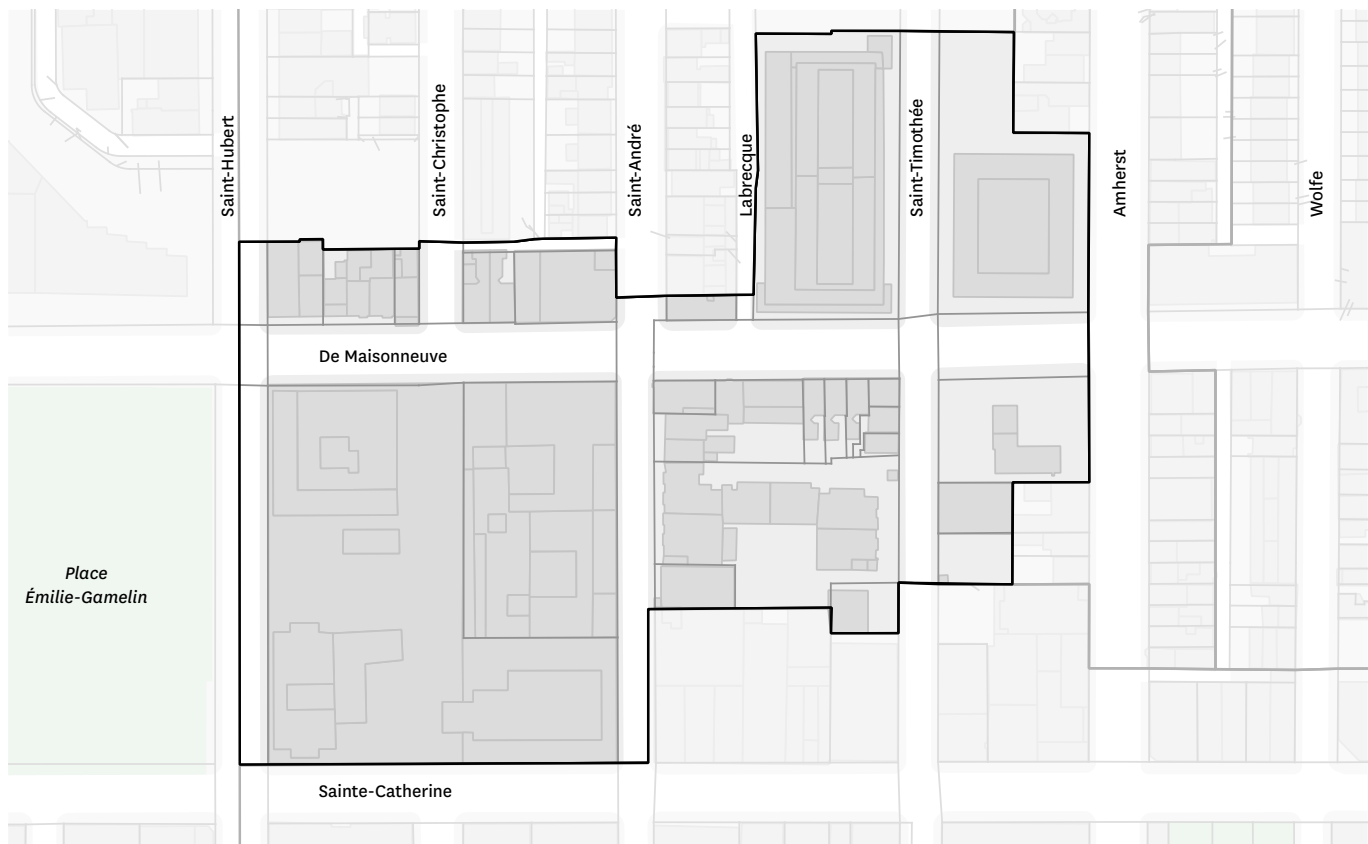 Saint-Hubert
Saint-Christophe
Saint-André
Labrecque
Saint-Timothée
Amherst
Wolfe
De Maisonneuve
Place
Émilie-Gamelin
Sainte-Catherine